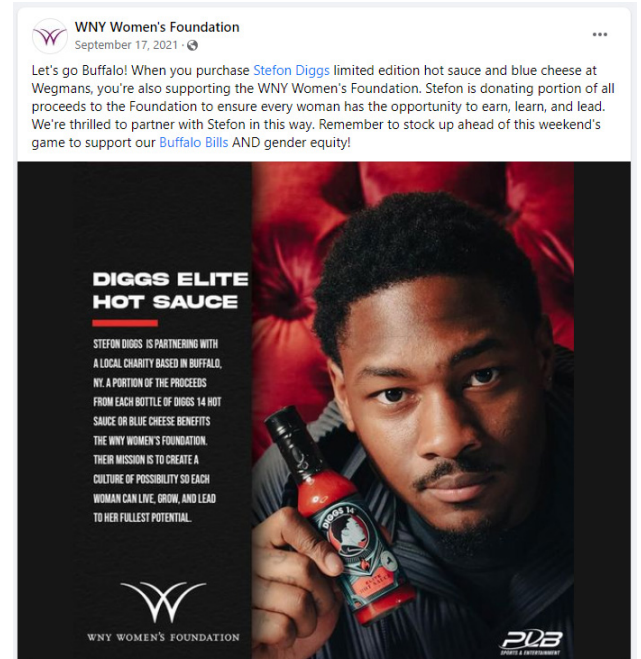 WNY Women's Foundation
September 17, 2021 ·
Let's go Buffalo! When you purchase Stefon Diggs limited edition hot sauce and blue cheese at
Wegmans, you're also supporting the WNY Women's Foundation. Stefon is donating portion of all
proceeds to the Foundation to ensure every woman has the opportunity to earn, learn, and lead.
We're thrilled to partner with Stefon in this way. Remember to stock up ahead of this weekend's
game to support our Buffalo Bills AND gender equity!
DIGGS ELITE
HOT SAUCE
STEFON DIGGS IS PARTNERING WITH
A LOCAL CHARITY BASED IN BUFFALO,
NY. A PORTION OF THE PROCEEDS
FROM EACH BOTTLE OF DIGGS 14 HOT
SAUCE OR BLUE CHEESE BENEFITS
THE WNY WOMEN'S FOUNDATION.
THEIR MISSION IS TO CREATE A
CULTURE OF POSSIBILITY SO EACH
WOMAN CAN LIVE, GROW, AND LEAD
TO HER FULLEST POTENTIAL.
DIGGS 14
HOT SAUCE
WNY WOMEN'S FOUNDATION
PLB
SPORTS & ENTERTAINMENT